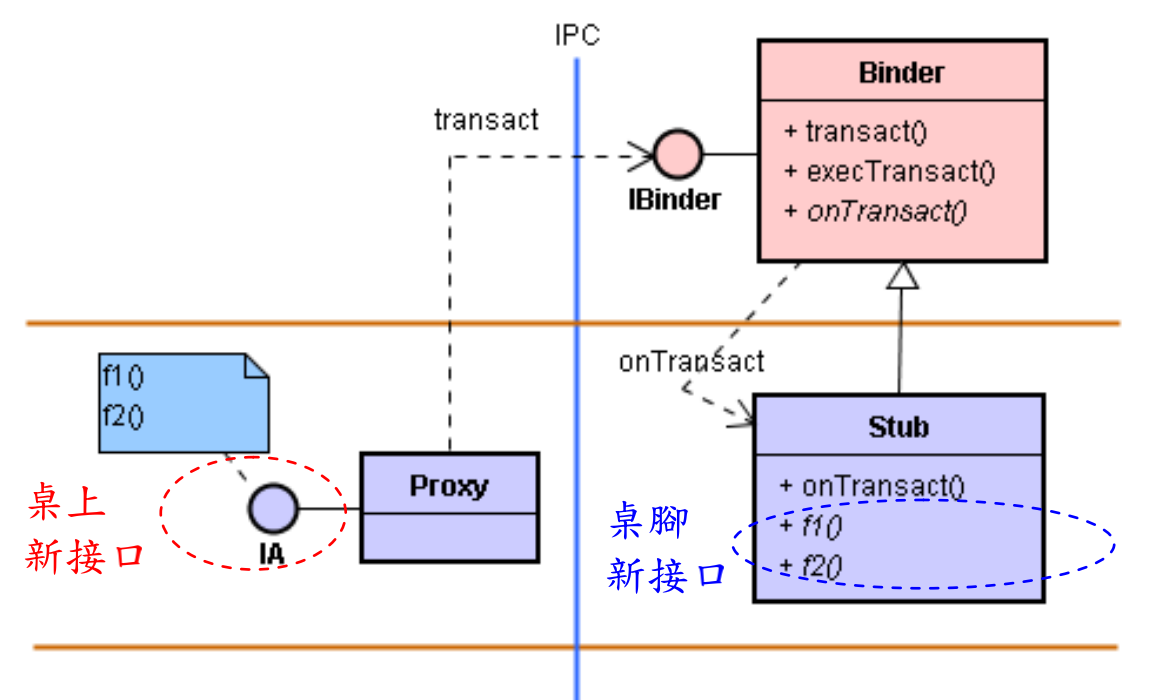 IPC
Binder
transact
+ transact()
+ execTransact()
+ onTransact()
IBinder
onTransact
f1()
f2()
Stub
Proxy
+ onTransact()
+ f1()
+ f2()
桌上
新接口
IA
桌腳
新接口